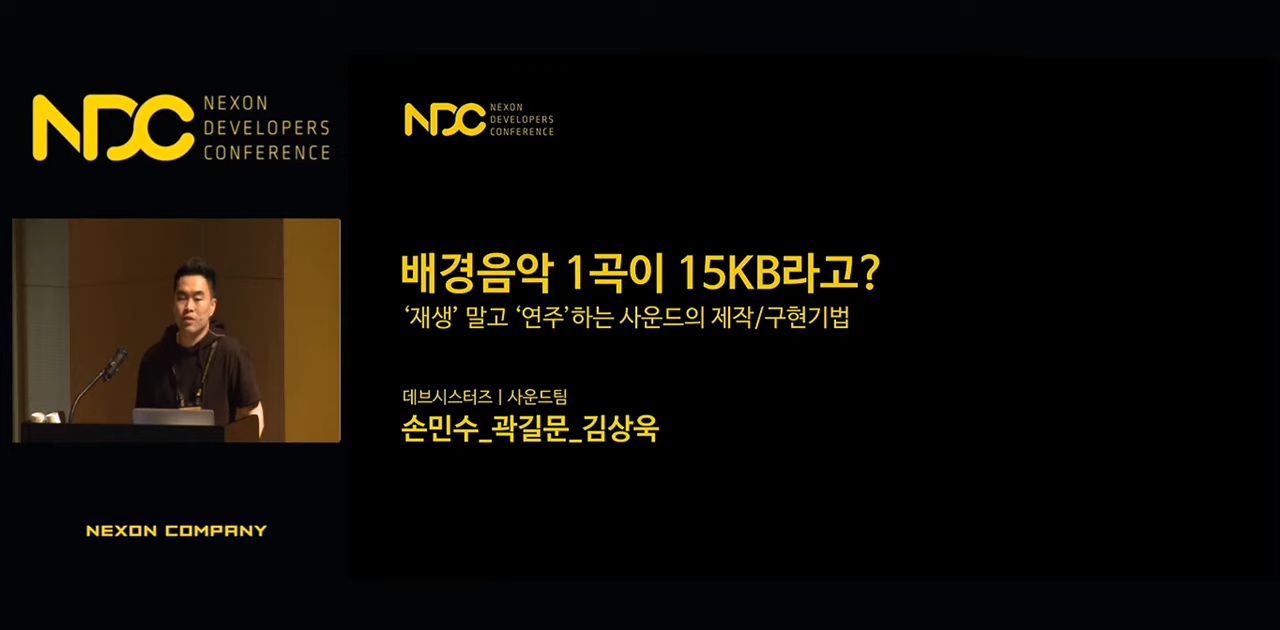 NDC
NEXON
DEVELOPERS
CONFERENCE
NEXON COMPANY
NDC
NEXON
DEVELOPERS
CONFERENCE
배경음악 1곡이 15KB라고?
‘재생’ 말고 ‘연주’하는 사운드의 제작/구현기법
데브시스터즈 | 사운드팀
손민수_곽길문_김상욱